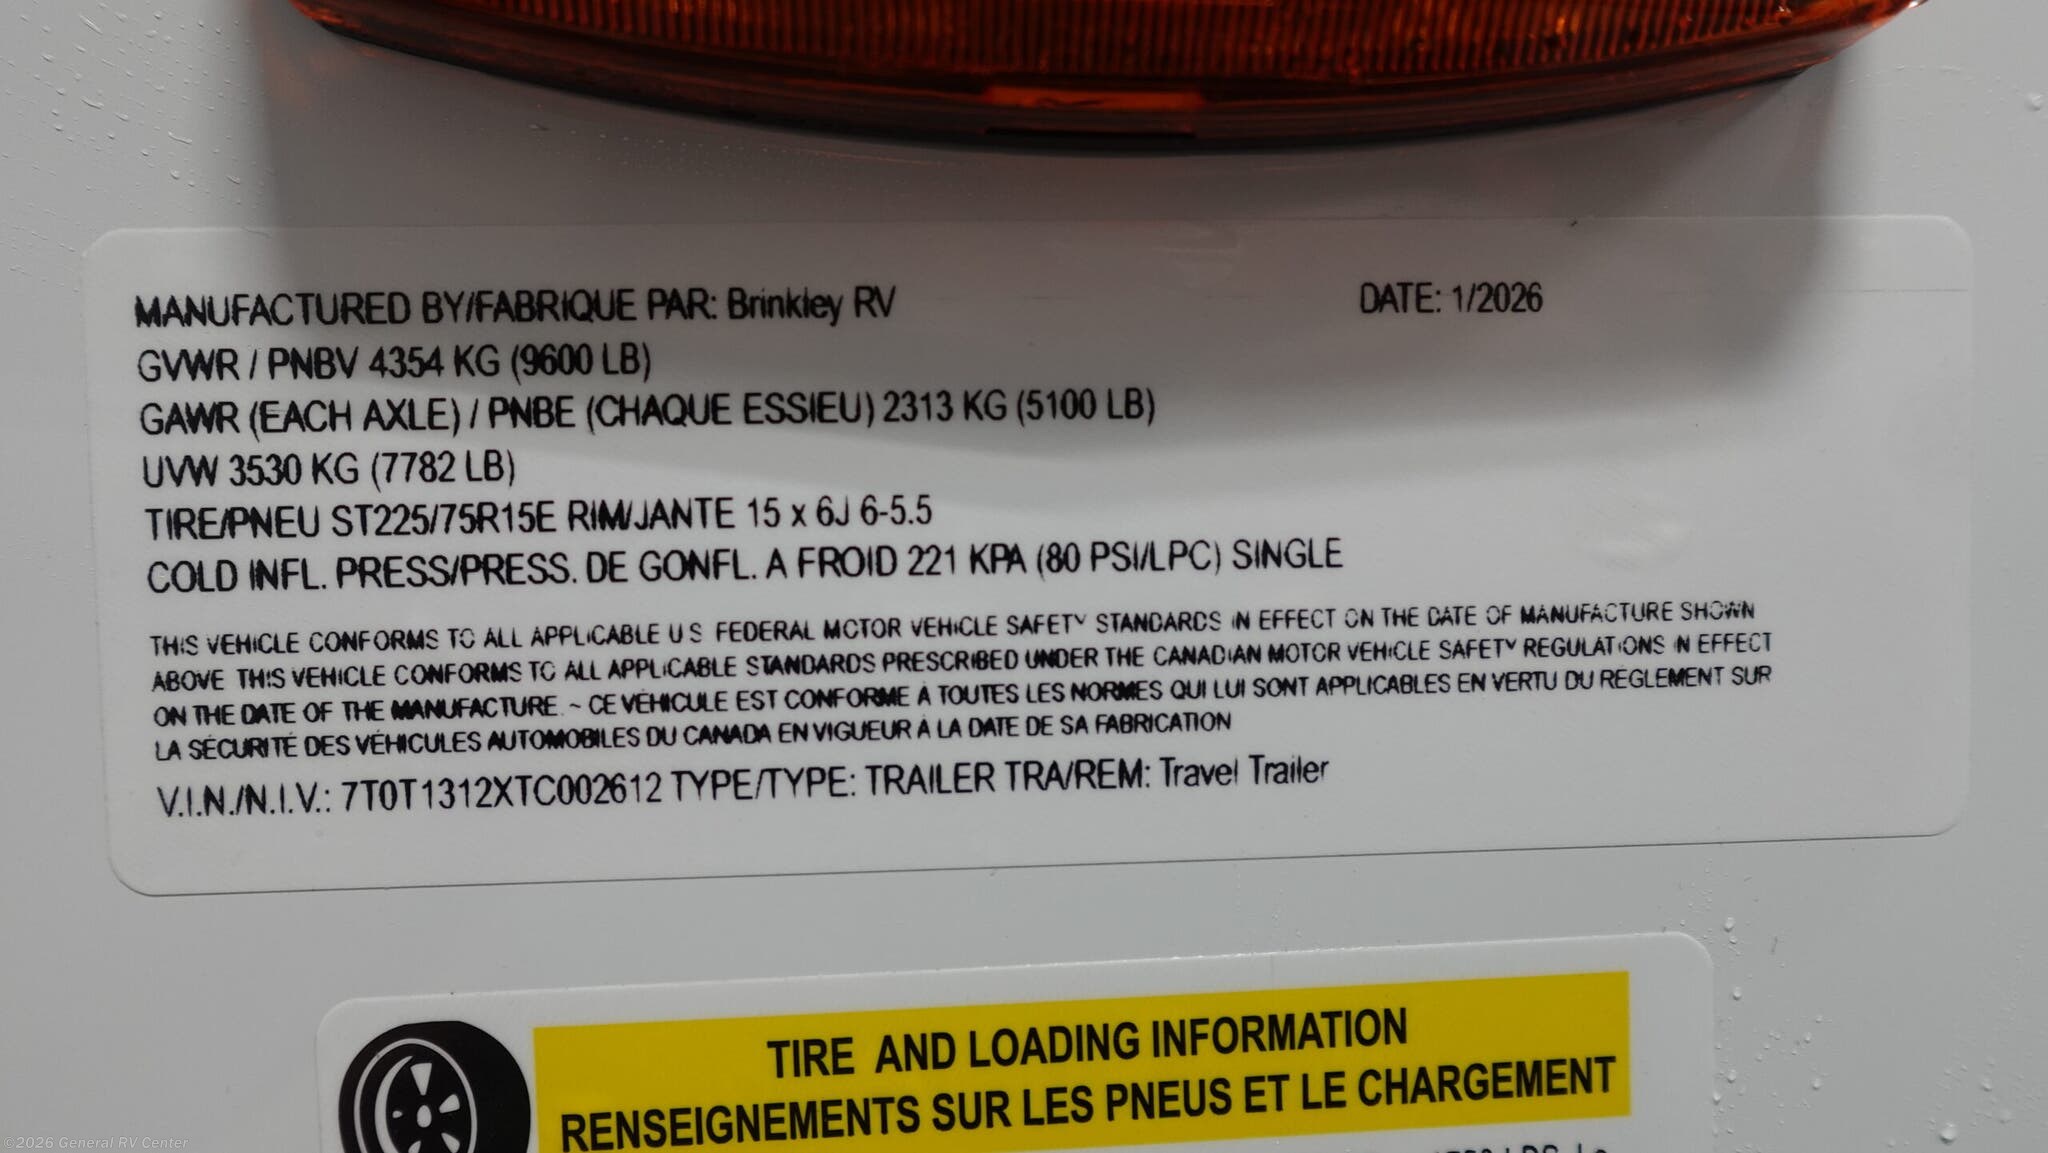 MANUFACTURED BY/FABRIQUE PAR: Brinkley RV DATE: 1/2026
GVWR / PNBV 4354 KG (9600 LB)
GAWR (EACH AXLE) / PNBE (CHAQUE ESSIEU) 2313 KG (5100 LB)
UVW 3530 KG (7782 LB)
TIRE/PNEU ST225/75R15E RIM/JANTE 15 x 6J 6-5.5
COLD INFL. PRESS/PRESS. DE GONFL. A FROID 221 KPA (80 PSI/LPC) SINGLE
THIS VEHICLE CONFORMS TO ALL APPLICABLE U S FEDERAL MOTOR VEHICLE SAFETY STANDARDS IN EFFECT ON THE DATE OF MANUFACTURE SHOWN
ABOVE THIS VEHICLE CONFORMS TO ALL APPLICABLE STANDARDS PRESCRIBED UNDER THE CANADIAN MOTOR VEHICLE SAFETY REGULATIONS IN EFFECT
ON THE DATE OF THE MANUFACTURE. ~ CE VÉHICULE EST CONFORME À TOUTES LES NORMES QUI LUI SONT APPLICABLES EN VERTU DU RÈGLEMENT SUR
LA SÉCURITÉ DES VÉHICULES AUTOMOBILES DU CANADA EN VIGUEUR À LA DATE DE SA FABRICATION
V.I.N./N.I.V.: 7T0T1312XTC002612 TYPE/TYPE: TRAILER TRA/REM: Travel Trailer
TIRE AND LOADING INFORMATION
RENSEIGNEMENTS SUR LES PNEUS ET LE CHARGEMENT
©2026 General RV Center